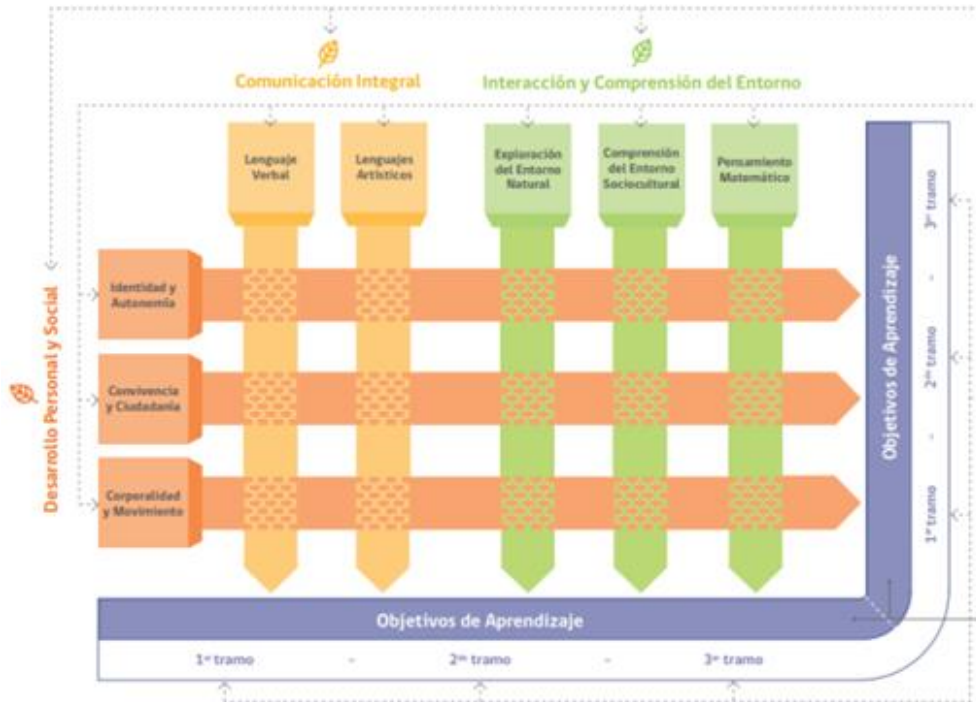 Comunicación Integral
Interacción y Comprensión del Entorno
Lenguaje
Verbal
Lenguajes
Artísticos
Exploración
del Entorno
Natural
Comprensión
del Entorno
Sociocultural
Pensamiento
Matemático
Desarrollo Personal y Social
Identidad y
Autonomía
Convivencia
y Ciudadanía
Corporalidad
y Movimiento
Objetivos de Aprendizaje
3er tramo
-
2do tramo
-
1er tramo
Objetivos de Aprendizaje
1er tramo - 2do tramo - 3er tramo